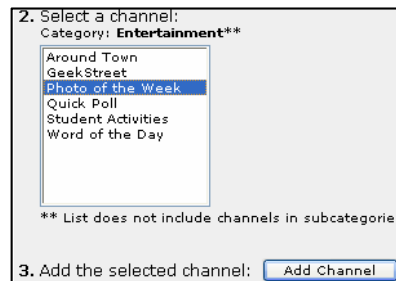 2. Select a channel:
Category: Entertainment**
Around Town
GeekStreet
Photo of the Week
Quick Poll
Student Activities
Word of the Day
** List does not include channels in subcategorie
3. Add the selected channel: Add Channel